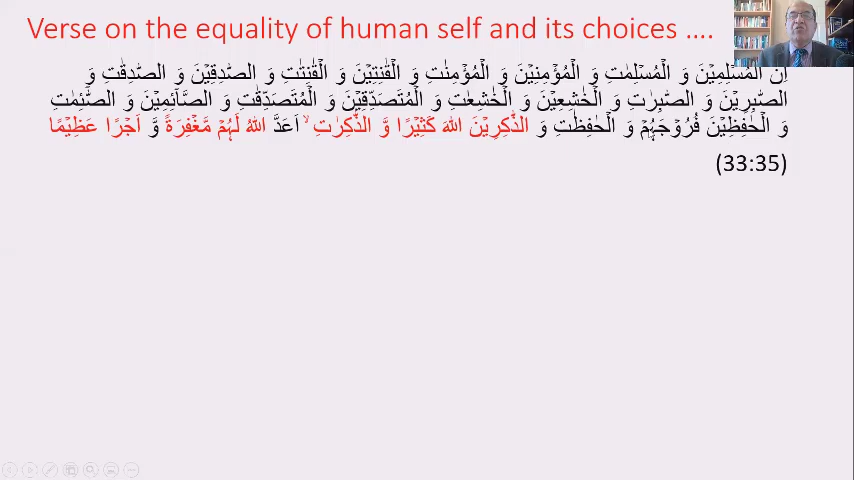 Verse on the equality of human self and its choices ….
اِنَّ الۡمُسۡلِمِيۡنَ وَ الۡمُسۡلِمٰتِ وَ الۡمُؤۡمِنِيۡنَ وَ الۡمُؤۡمِنٰتِ وَ الۡقٰنِتِيۡنَ وَ الۡقٰنِتٰتِ وَ الصّٰدِقِيۡنَ وَ الصّٰدِقٰتِ وَ
الصّٰبِرِيۡنَ وَ الصّٰبِرٰتِ وَ الۡخٰشِعِيۡنَ وَ الۡخٰشِعٰتِ وَ الۡمُتَصَدِّقِيۡنَ وَ الۡمُتَصَدِّقٰتِ وَ الصَّآئِمِيۡنَ وَ الصّٰٓئِمٰتِ
وَ الۡحٰفِظِيۡنَ فُرُوۡجَهُمۡ وَ الۡحٰفِظٰتِ وَ الذّٰكِرِيۡنَ اللّٰهَ كَثِيۡرًا وَّ الذّٰكِرٰتِ ۙ اَعَدَّ اللّٰهُ لَهُمۡ مَّغۡفِرَةً وَّ اَجۡرًا عَظِيۡمًا
(33:35)